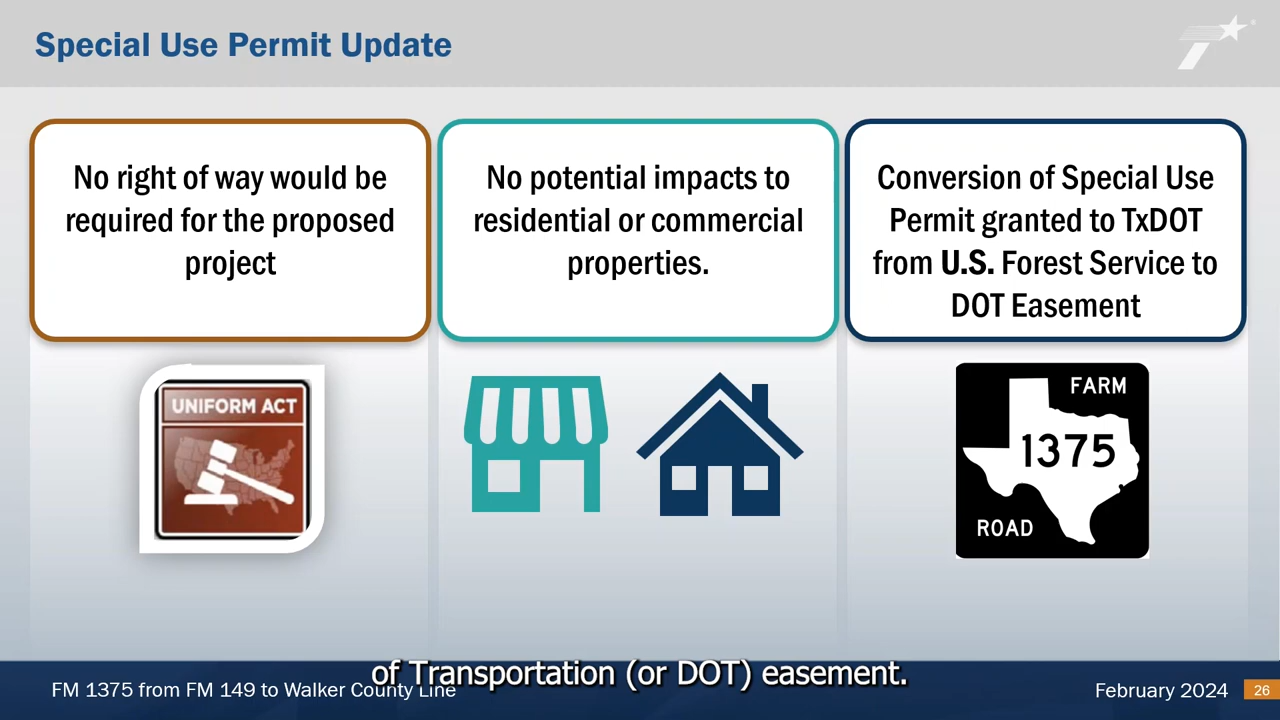 Special Use Permit Update
No right of way would be
required for the proposed
project
No potential impacts to
residential or commercial
properties.
Conversion of Special Use
Permit granted to TxDOT
from U.S. Forest Service to
DOT Easement
UNIFORM ACT
FARM
1375
ROAD
of Transportation (or DOT) easement.
FM 1375 from FM 149 to Walker County Line
February 2024
26